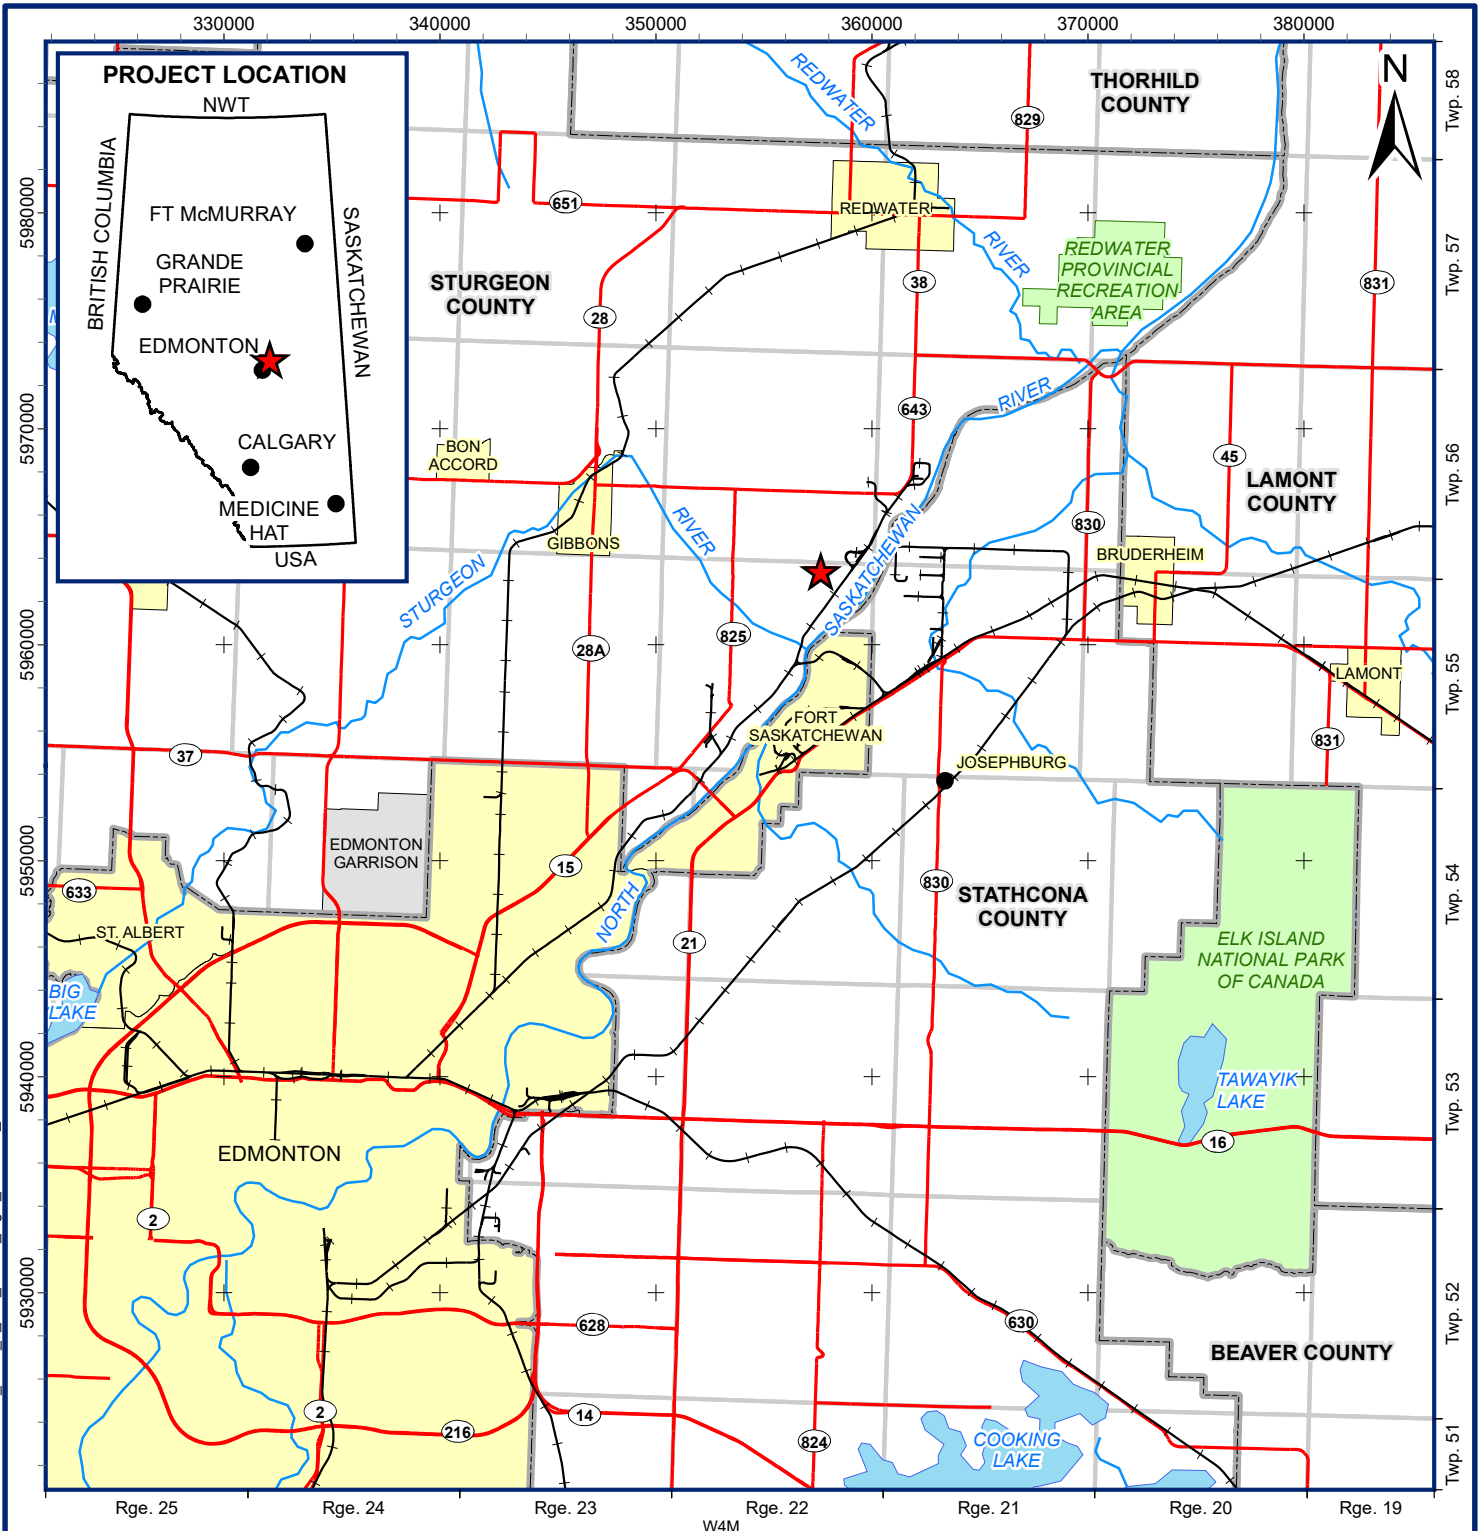 330000 340000 350000 360000 370000 380000
PROJECT LOCATION
NWT
BRITISH COLUMBIA
SASKATCHEWAN
FT McMURRAY
GRANDE
PRAIRIE
EDMONTON
CALGARY
MEDICINE
HAT
USA
N
THORHILD
COUNTY
REDWATER
RIVER
829
651
REDWATER
RIVER
REDWATER
PROVINCIAL
RECREATION
AREA
STURGEON
COUNTY
28
38
831
643
RIVER
45
BON
ACCORD
LAMONT
COUNTY
830
GIBBONS
RIVER
STURGEON
SASKATCHEWAN
BRUDERHEIM
825
28A
LAMONT
831
FORT
SASKATCHEWAN
JOSEPHBURG
37
EDMONTON
GARRISON
15
633
NORTH
830
STATHCONA
COUNTY
ST. ALBERT
21
ELK ISLAND
NATIONAL PARK
OF CANADA
BIG
LAKE
TAWAYIK
LAKE
16
EDMONTON
2
628
630
BEAVER COUNTY
2
216
14
824
COOKING
LAKE
5980000
5970000
5960000
5950000
5940000
5930000
Twp. 58
Twp. 57
Twp. 56
Twp. 55
Twp. 54
Twp. 53
Twp. 52
Twp. 51
Rge. 25 Rge. 24 Rge. 23 Rge. 22 Rge. 21 Rge. 20 Rge. 19
W4M